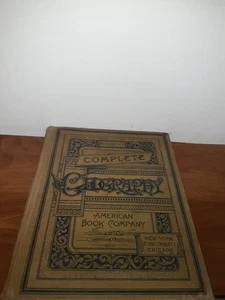 COMPLETE
GEOGRAPHY
AMERICAN
BOOK COMPANY
NEW YORK
CINCINNATI
CHICAGO